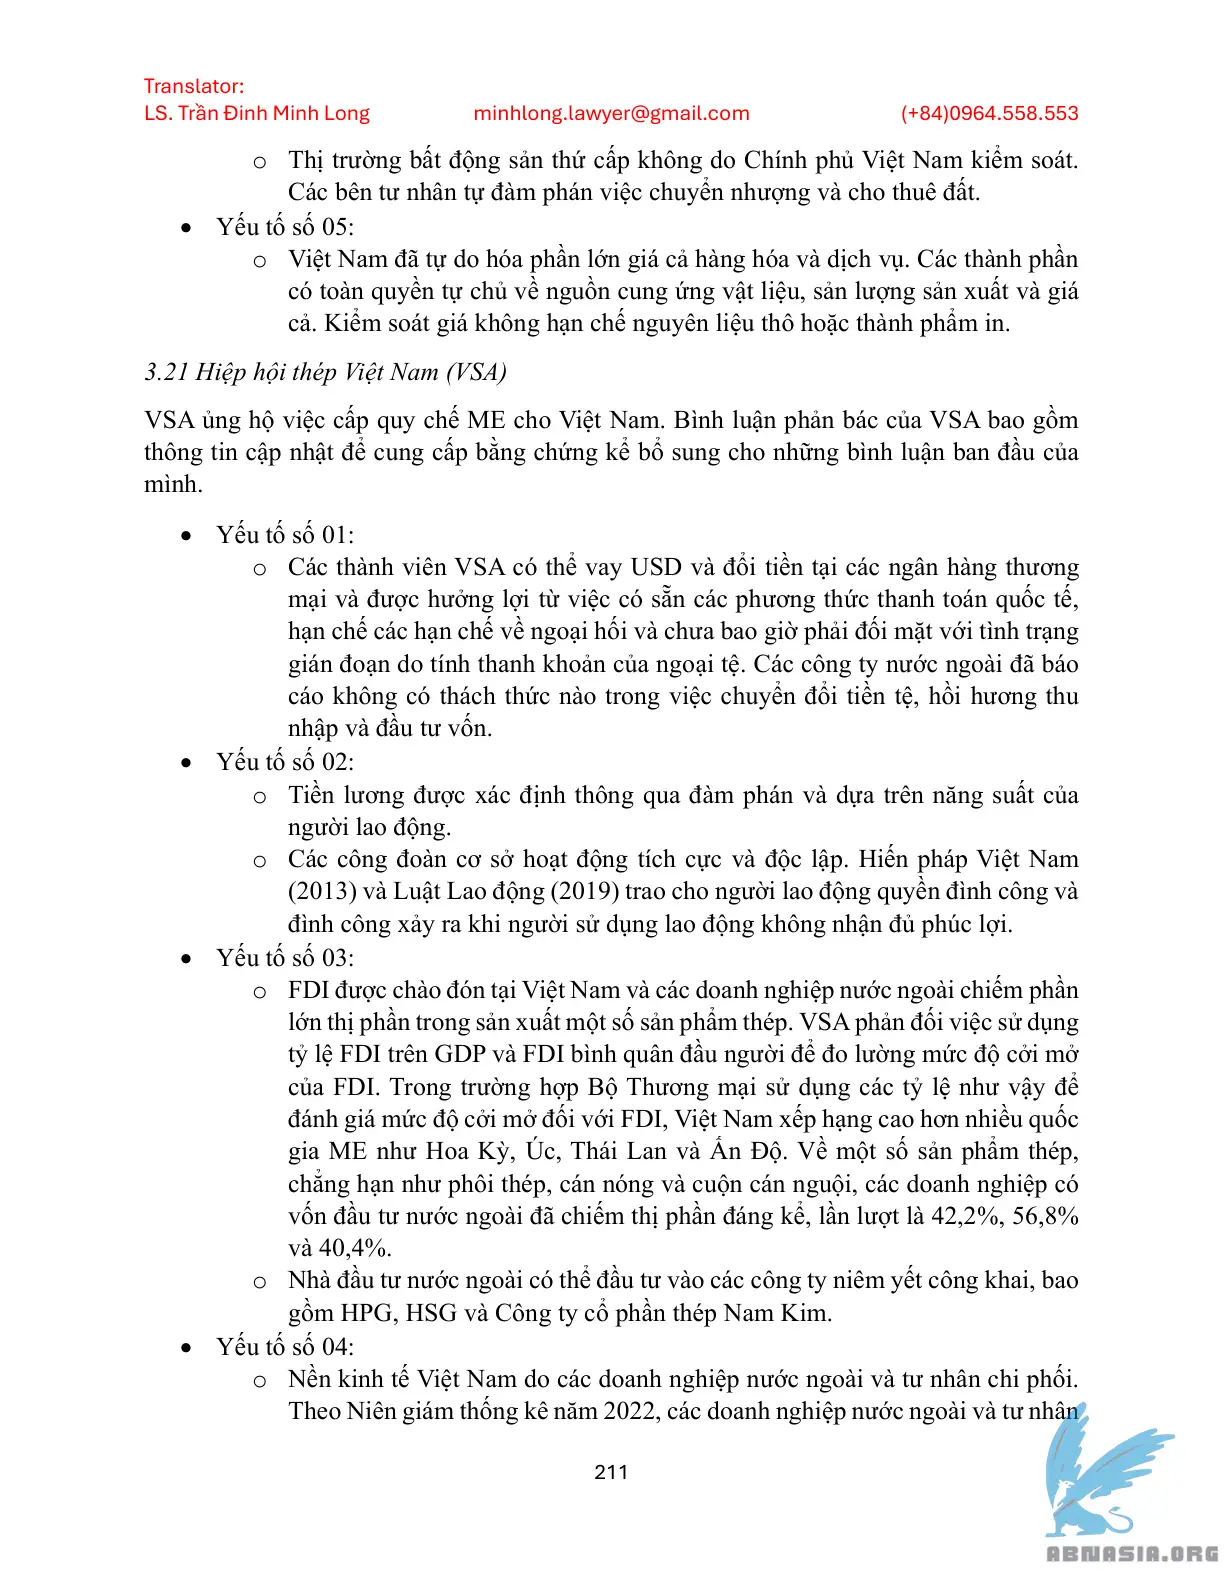 Translator:
LS. Trần Đinh Minh Long minhlong.lawyer@gmail.com (+84)0964.558.553
o Thị trường bất động sản thứ cấp không do Chính phủ Việt Nam kiểm soát.
Các bên tư nhân tự đàm phán việc chuyển nhượng và cho thuê đất.
• Yếu tố số 05:
o Việt Nam đã tự do hóa phần lớn giá cả hàng hóa và dịch vụ. Các thành phần
có toàn quyền tự chủ về nguồn cung ứng vật liệu, sản lượng sản xuất và giá
cả. Kiểm soát giá không hạn chế nguyên liệu thô hoặc thành phẩm in.
3.21 Hiệp hội thép Việt Nam (VSA)
VSA ủng hộ việc cấp quy chế ME cho Việt Nam. Bình luận phản bác của VSA bao gồm
thông tin cập nhật để cung cấp bằng chứng kể bổ sung cho những bình luận ban đầu của
mình.
• Yếu tố số 01:
o Các thành viên VSA có thể vay USD và đổi tiền tại các ngân hàng thương
mại và được hưởng lợi từ việc có sẵn các phương thức thanh toán quốc tế,
hạn chế các hạn chế về ngoại hối và chưa bao giờ phải đối mặt với tình trạng
gián đoạn do tính thanh khoản của ngoại tệ. Các công ty nước ngoài đã báo
cáo không có thách thức nào trong việc chuyển đổi tiền tệ, hồi hương thu
nhập và đầu tư vốn.
• Yếu tố số 02:
o Tiền lương được xác định thông qua đàm phán và dựa trên năng suất của
người lao động.
o Các công đoàn cơ sở hoạt động tích cực và độc lập. Hiến pháp Việt Nam
(2013) và Luật Lao động (2019) trao cho người lao động quyền đình công và
đình công xảy ra khi người sử dụng lao động không nhận đủ phúc lợi.
• Yếu tố số 03:
o FDI được chào đón tại Việt Nam và các doanh nghiệp nước ngoài chiếm phần
lớn thị phần trong sản xuất một số sản phẩm thép. VSA phản đối việc sử dụng
tỷ lệ FDI trên GDP và FDI bình quân đầu người để đo lường mức độ cởi mở
của FDI. Trong trường hợp Bộ Thương mại sử dụng các tỷ lệ như vậy để
đánh giá mức độ cởi mở đối với FDI, Việt Nam xếp hạng cao hơn nhiều quốc
gia ME như Hoa Kỳ, Úc, Thái Lan và Ấn Độ. Về một số sản phẩm thép,
chẳng hạn như phôi thép, cán nóng và cuộn cán nguội, các doanh nghiệp có
vốn đầu tư nước ngoài đã chiếm thị phần đáng kể, lần lượt là 42,2%, 56,8%
và 40,4%.
o Nhà đầu tư nước ngoài có thể đầu tư vào các công ty niêm yết công khai, bao
gồm HPG, HSG và Công ty cổ phần thép Nam Kim.
• Yếu tố số 04:
o Nền kinh tế Việt Nam do các doanh nghiệp nước ngoài và tư nhân chi phối.
Theo Niên giám thống kê năm 2022, các doanh nghiệp nước ngoài và tư nhân
211
ABNASIA.ORG